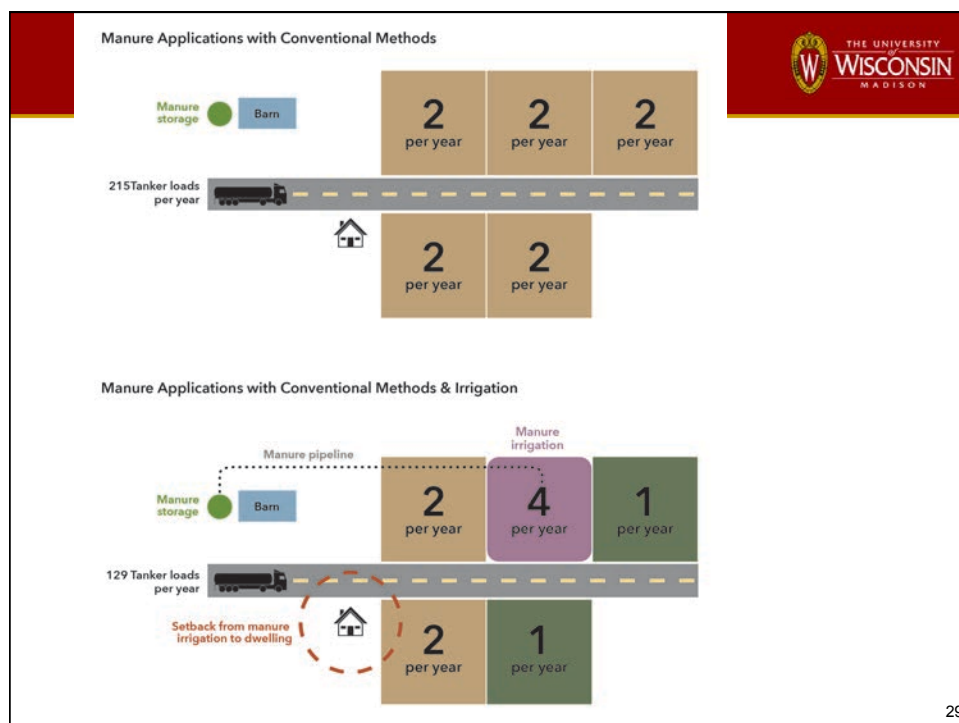 Manure Applications with Conventional Methods
THE UNIVERSITY
of
WISCONSIN
MADISON
W
Manure
storage
Barn
2
per year
2
per year
2
per year
215Tanker loads
per year
2
per year
2
per year
Manure Applications with Conventional Methods & Irrigation
Manure
irrigation
Manure pipeline
Manure
storage
Barn
2
per year
4
per year
1
per year
129 Tanker loads
per year
Setback from manure
irrigation to dwelling
2
per year
1
per year
29